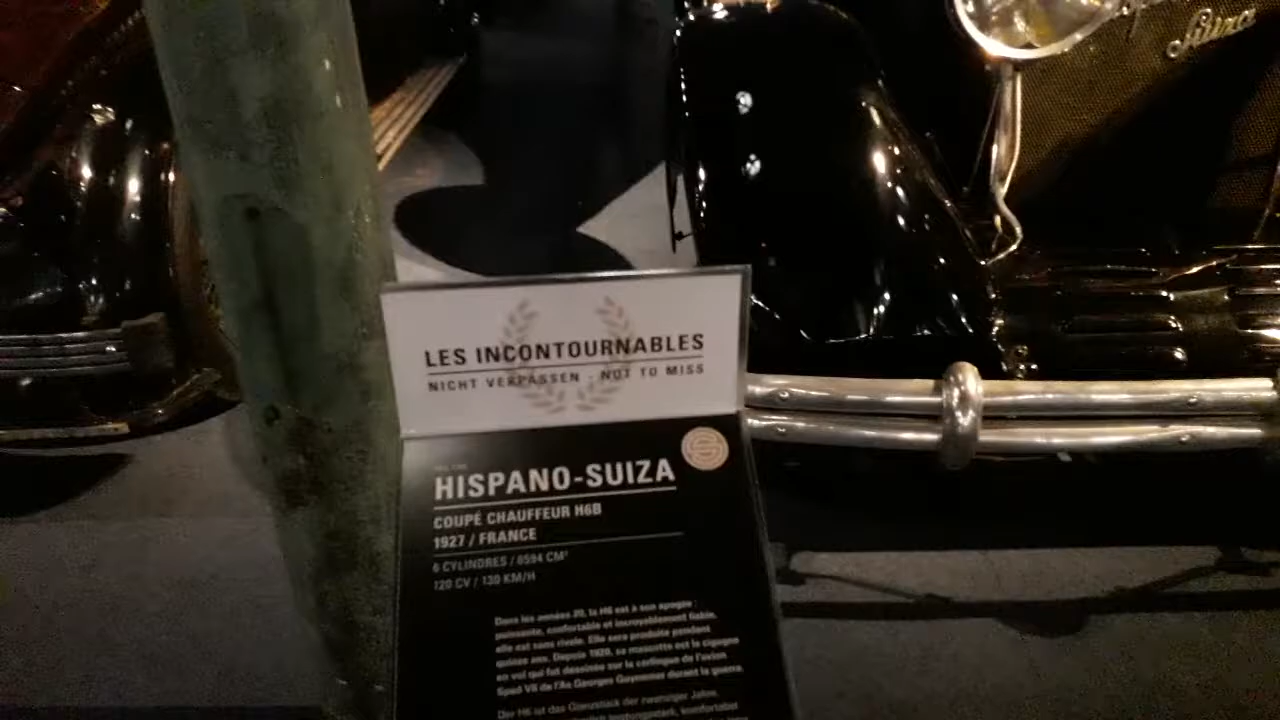 Suiza
LES INCONTOURNABLES
NICHT VERPASSEN - NOT TO MISS
HISPANO-SUIZA
COUPÉ CHAUFFEUR H6B
1927 / FRANCE
6 CYLINDRES / 6594 CM³
120 CV / 130 KM/H
Dans les années 20, la H6 est à son apogée :
puissante, confortable et incroyablement fiable,
elle est sans rivale. Elle sera produite pendant
quinze ans. Depuis 1920, sa mascotte est la cigogne
en vol qui fut dessinée sur la carlingue de l'avion
Spad VII de l'As Georges Guynemer durant la guerre.
Der H6 ist das Glanzstück der zwanziger Jahre.
leistungsstark, komfortabel